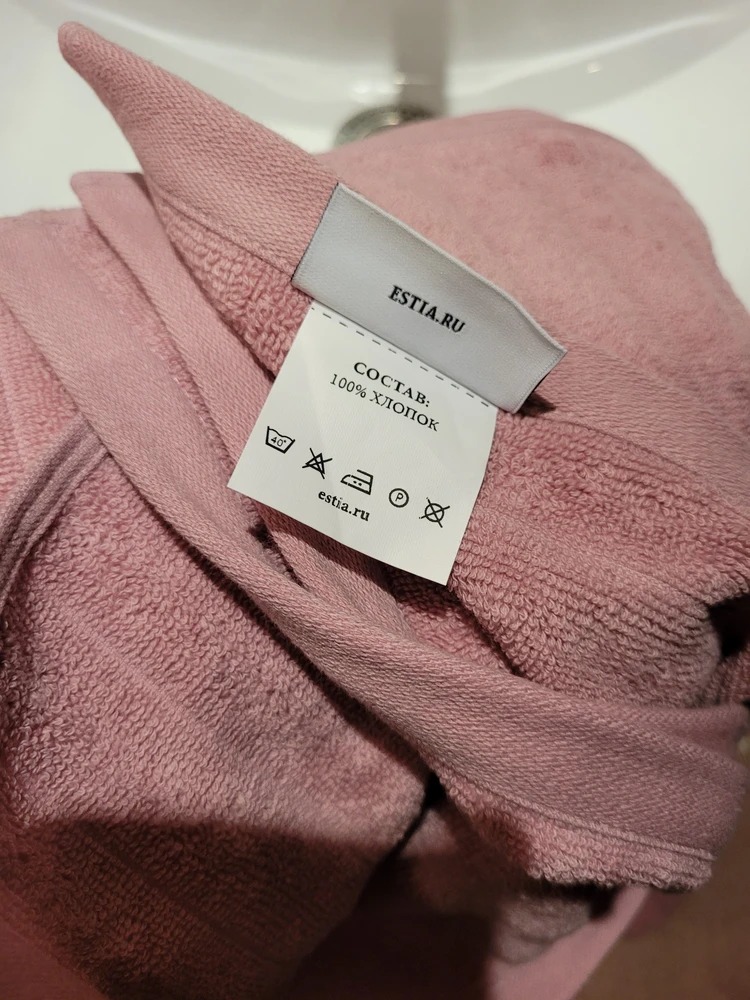 ESTIA.RU
СОСТАВ:
100% ХЛОПОК
40°
P
estia.ru